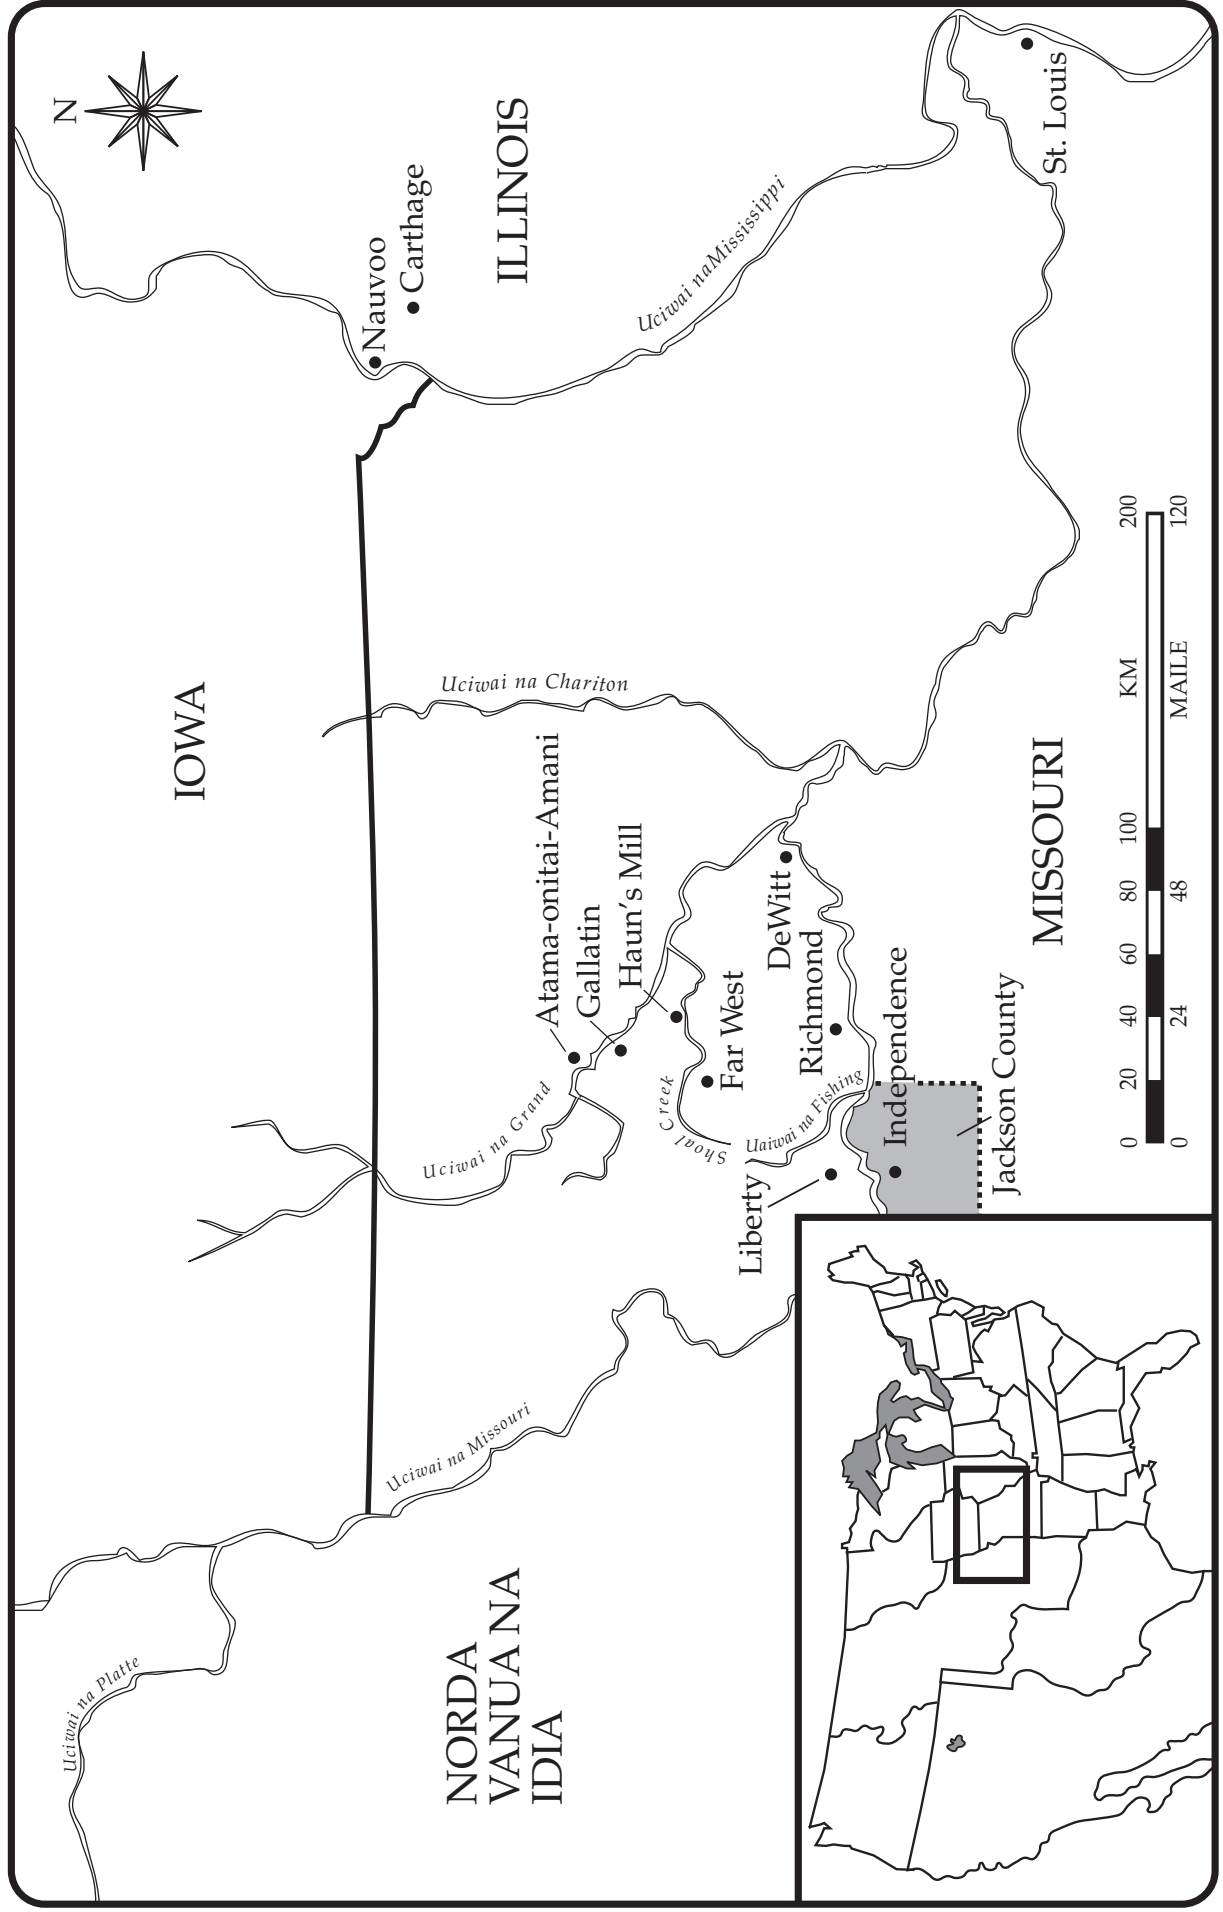 N
IOWA
ILLINOIS
Nauvoo
Carthage
Uciwai naMississippi
St. Louis
Uciwai na Platte
Uciwai na Missouri
NORDA
VANUA NA
IDIA
Uciwai na Grand
Uciwai na Chariton
Atama-onitai-Amani
Gallatin
Haun's Mill
Shoal Creek
Far West
DeWitt
Richmond
Uaiwai na Fishing
Liberty
Independence
Jackson County
MISSOURI
0 20 40 60 80 100 KM 200
0 24 48 MAILE 120